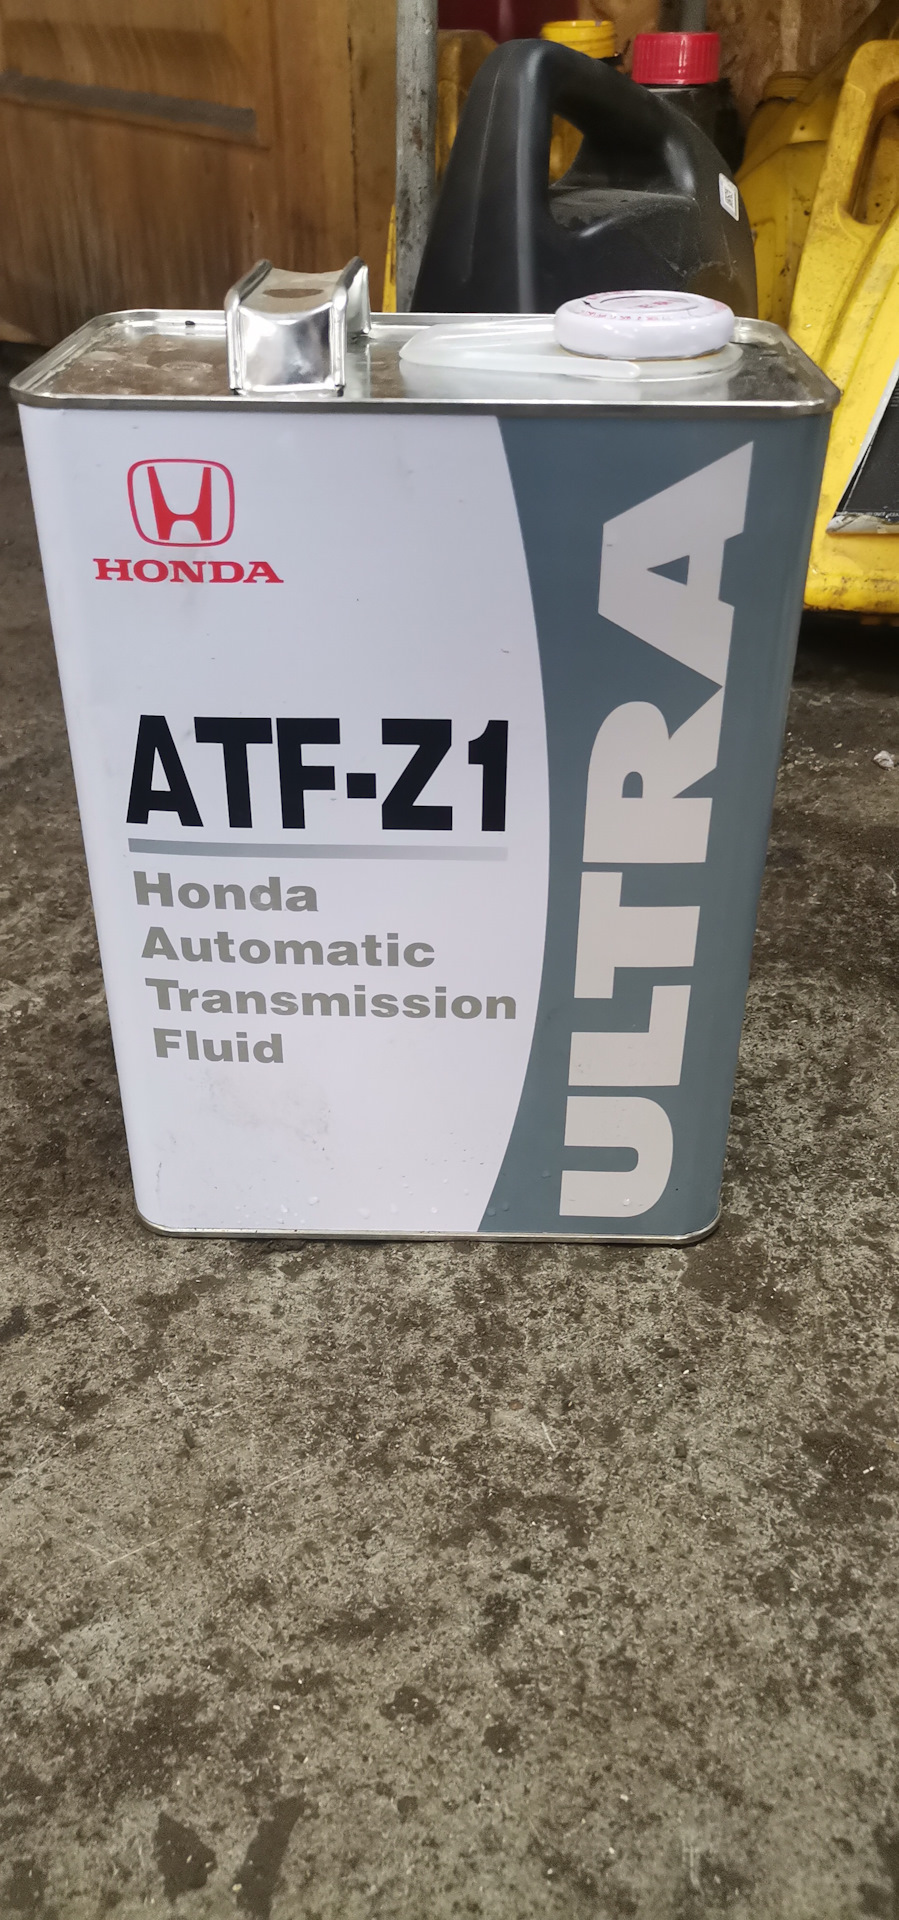 HONDA
ATF-Z1
Honda
Automatic
Transmission
Fluid
ULTRA